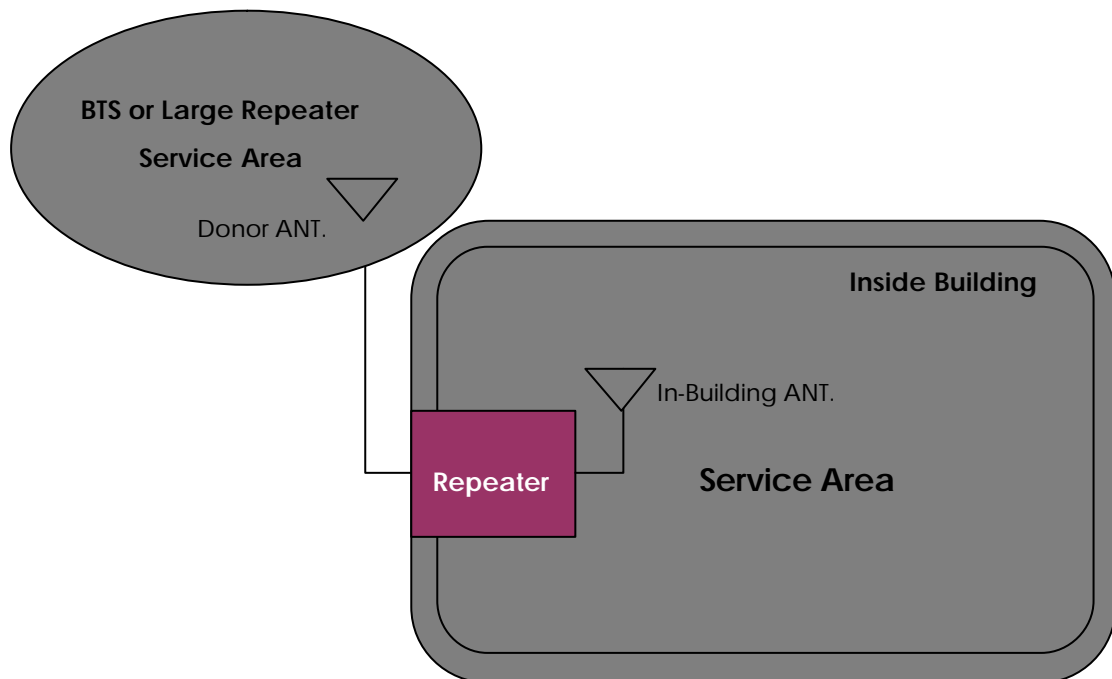 BTS or Large Repeater
Service Area
Donor ANT.
Inside Building
In-Building ANT.
Repeater
Service Area